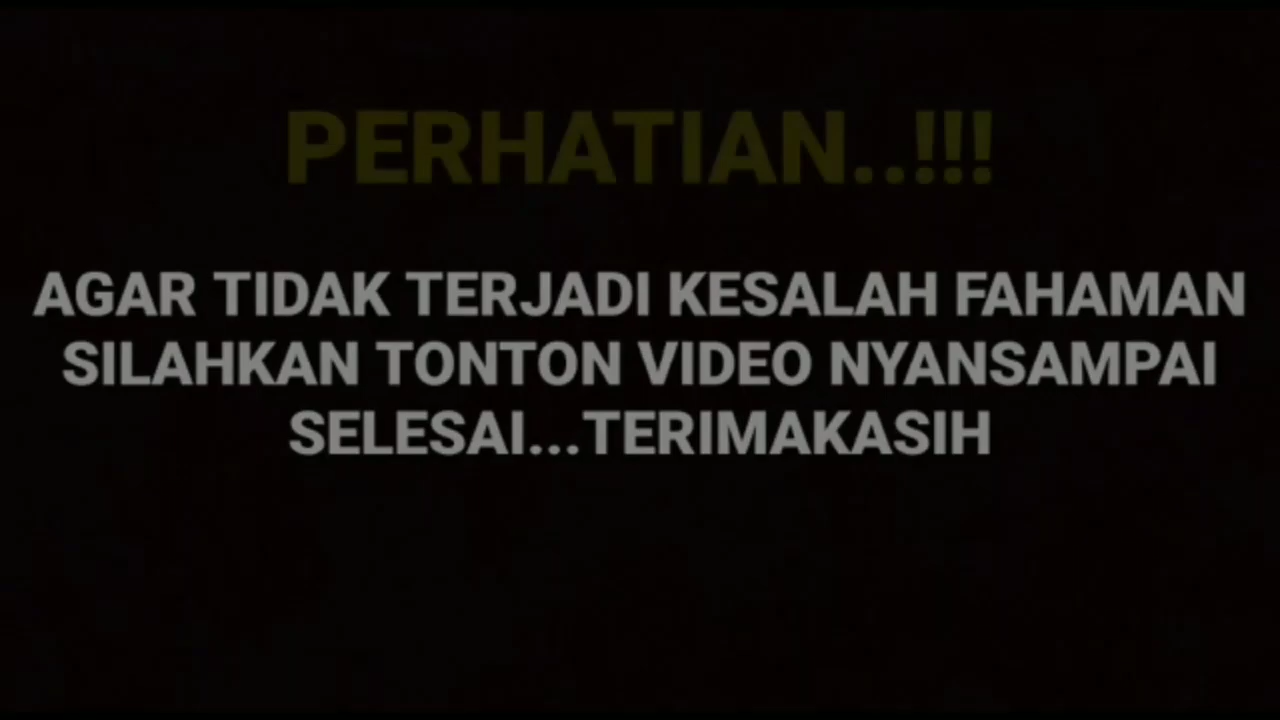 PERHATIAN..!!!
AGAR TIDAK TERJADI KESALAH FAHAMAN
SILAHKAN TONTON VIDEO NYANSAMPAI
SELESAI...TERIMAKASIH